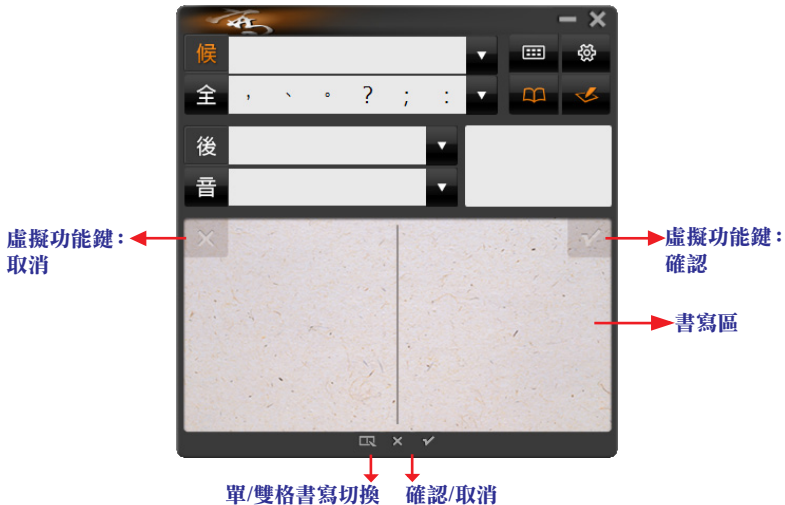 候
全 , 、 。 ? ; :
後
音
虛擬功能鍵:
取消
虛擬功能鍵:
確認
書寫區
單/雙格書寫切換 確認/取消